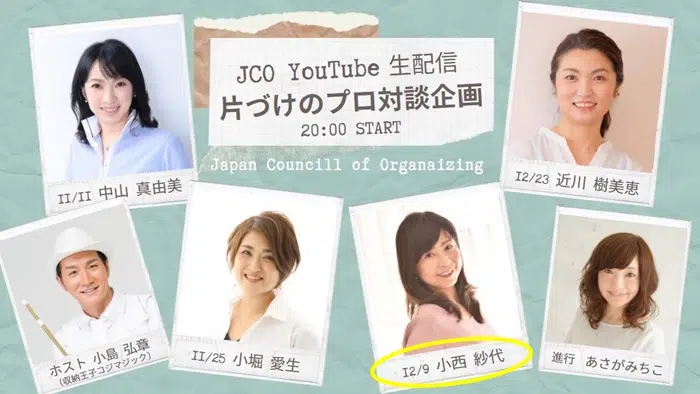 JCO YouTube 生配信
片づけのプロ対談企画
20:00 START
Japan Councill of Organaizing
11/11 中山 真由美
12/23 近川 樹美恵
ホスト 小島 弘章
(収納王子コジマジック)
11/25 小堀 愛生
12/9 小西 紗代
進行 あさがみちこ